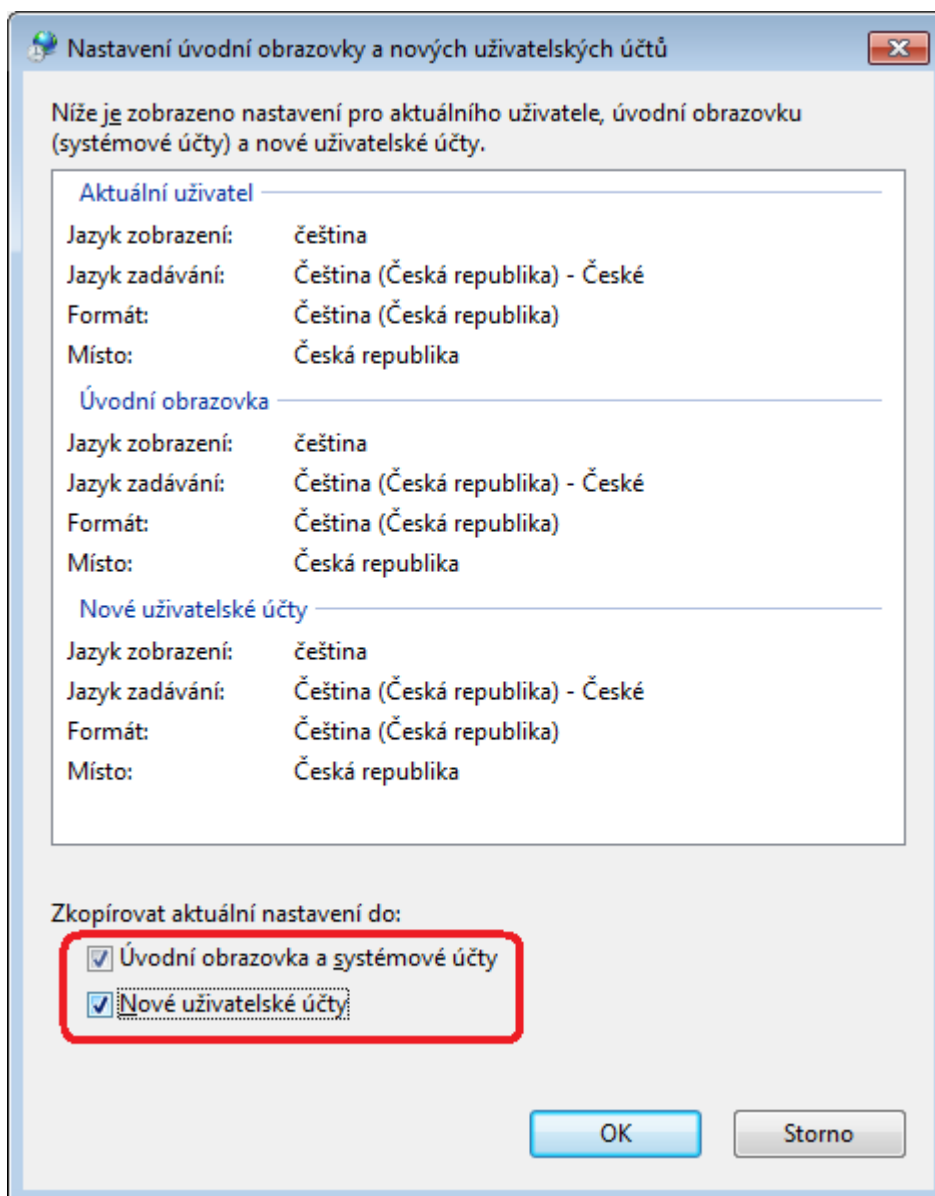 Nastavení úvodní obrazovky a nových uživatelských účtů
Níže je zobrazeno nastavení pro aktuálního uživatele, úvodní obrazovku
(systémové účty) a nové uživatelské účty.
Aktuální uživatel
Jazyk zobrazení: čeština
Jazyk zadávání: Čeština (Česká republika) - České
Formát: Čeština (Česká republika)
Místo: Česká republika
Úvodní obrazovka
Jazyk zobrazení: čeština
Jazyk zadávání: Čeština (Česká republika) - České
Formát: Čeština (Česká republika)
Místo: Česká republika
Nové uživatelské účty
Jazyk zobrazení: čeština
Jazyk zadávání: Čeština (Česká republika) - České
Formát: Čeština (Česká republika)
Místo: Česká republika
Zkopírovat aktuální nastavení do:
Úvodní obrazovka a systémové účty
Nové uživatelské účty
OK Storno